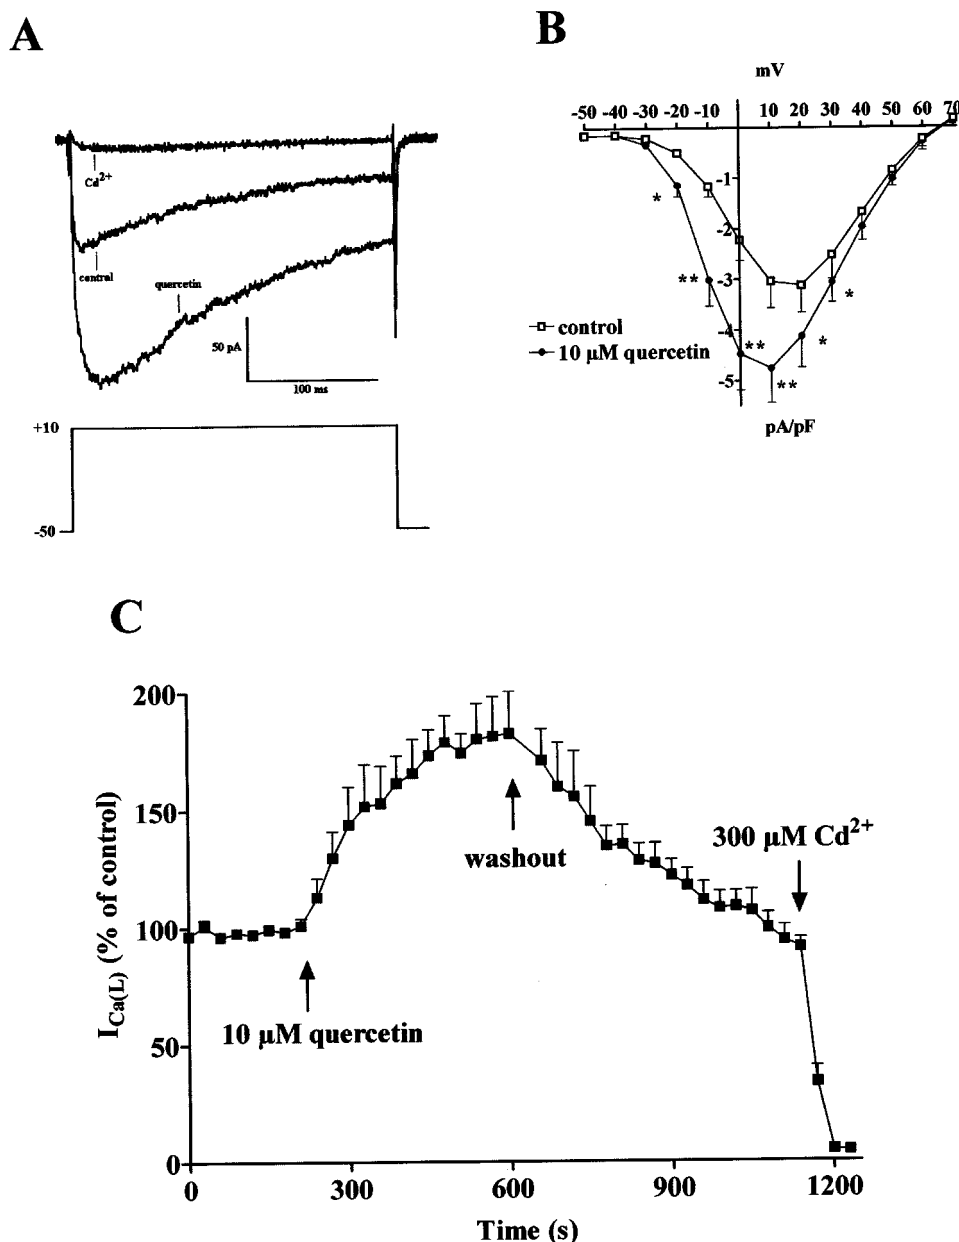 A
Cd2+
control
quercetin
50 pA
100 ms
+10
-50
B
mV
-50 -40 -30 -20 -10 10 20 30 40 50 60 70
-1
-2
-3
-4
-5
*
**
**
**
*
*
control
10 µM quercetin
pA/pF
C
200
150
100
50
0
ICa(L) (% of control)
10 µM quercetin
washout
300 µM Cd2+
0 300 600 900 1200
Time (s)